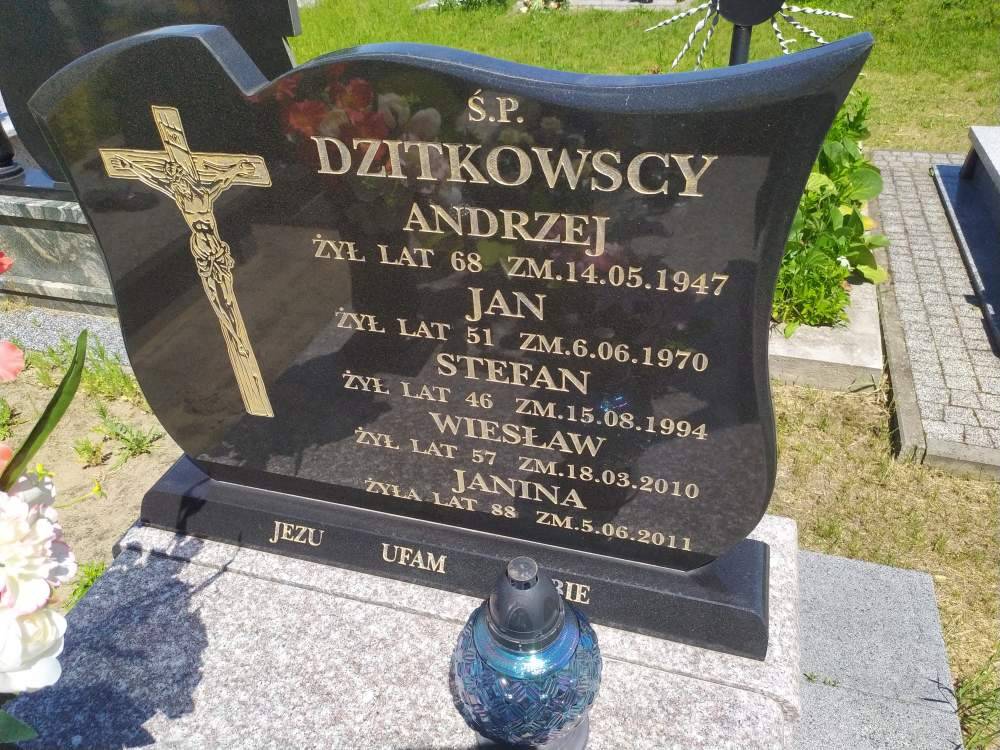 Ś.P.
DZITKOWSCY
ANDRZEJ
ŻYŁ LAT 68 ZM.14.05.1947
JAN
ŻYŁ LAT 51 ZM.6.06.1970
STEFAN
ŻYŁ LAT 46 ZM.15.08.1994
WIESŁAW
ŻYŁ LAT 57 ZM.18.03.2010
JANINA
ŻYŁA LAT 88 ZM.5.06.2011
JEZU UFAM